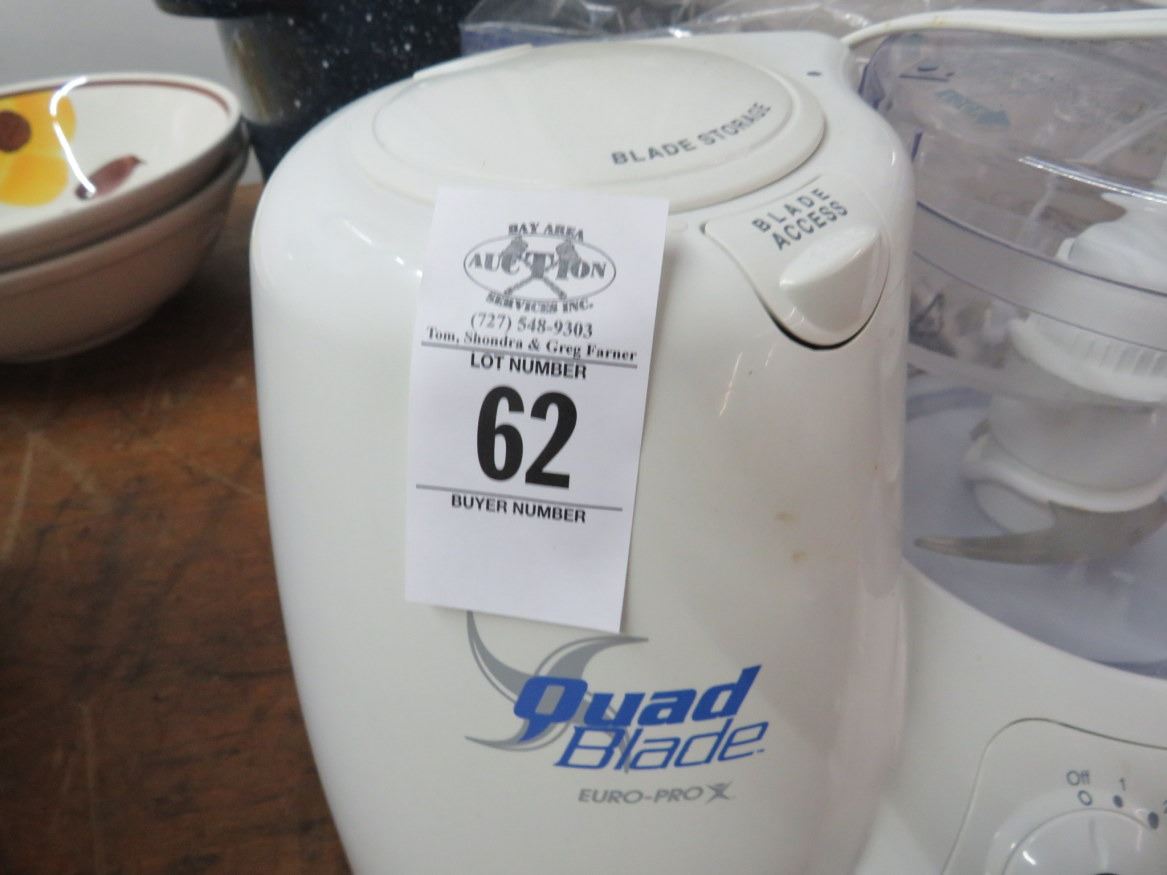 BLADE STORAGE
BLADE
ACCESS
BAY AREA
AUCTION
SERVICES INC.
(727) 548-9303
Tom, Shondra & Greg Farner
LOT NUMBER
62
BUYER NUMBER
Quad
Blade
EURO-PRO X
Off
O 1 2